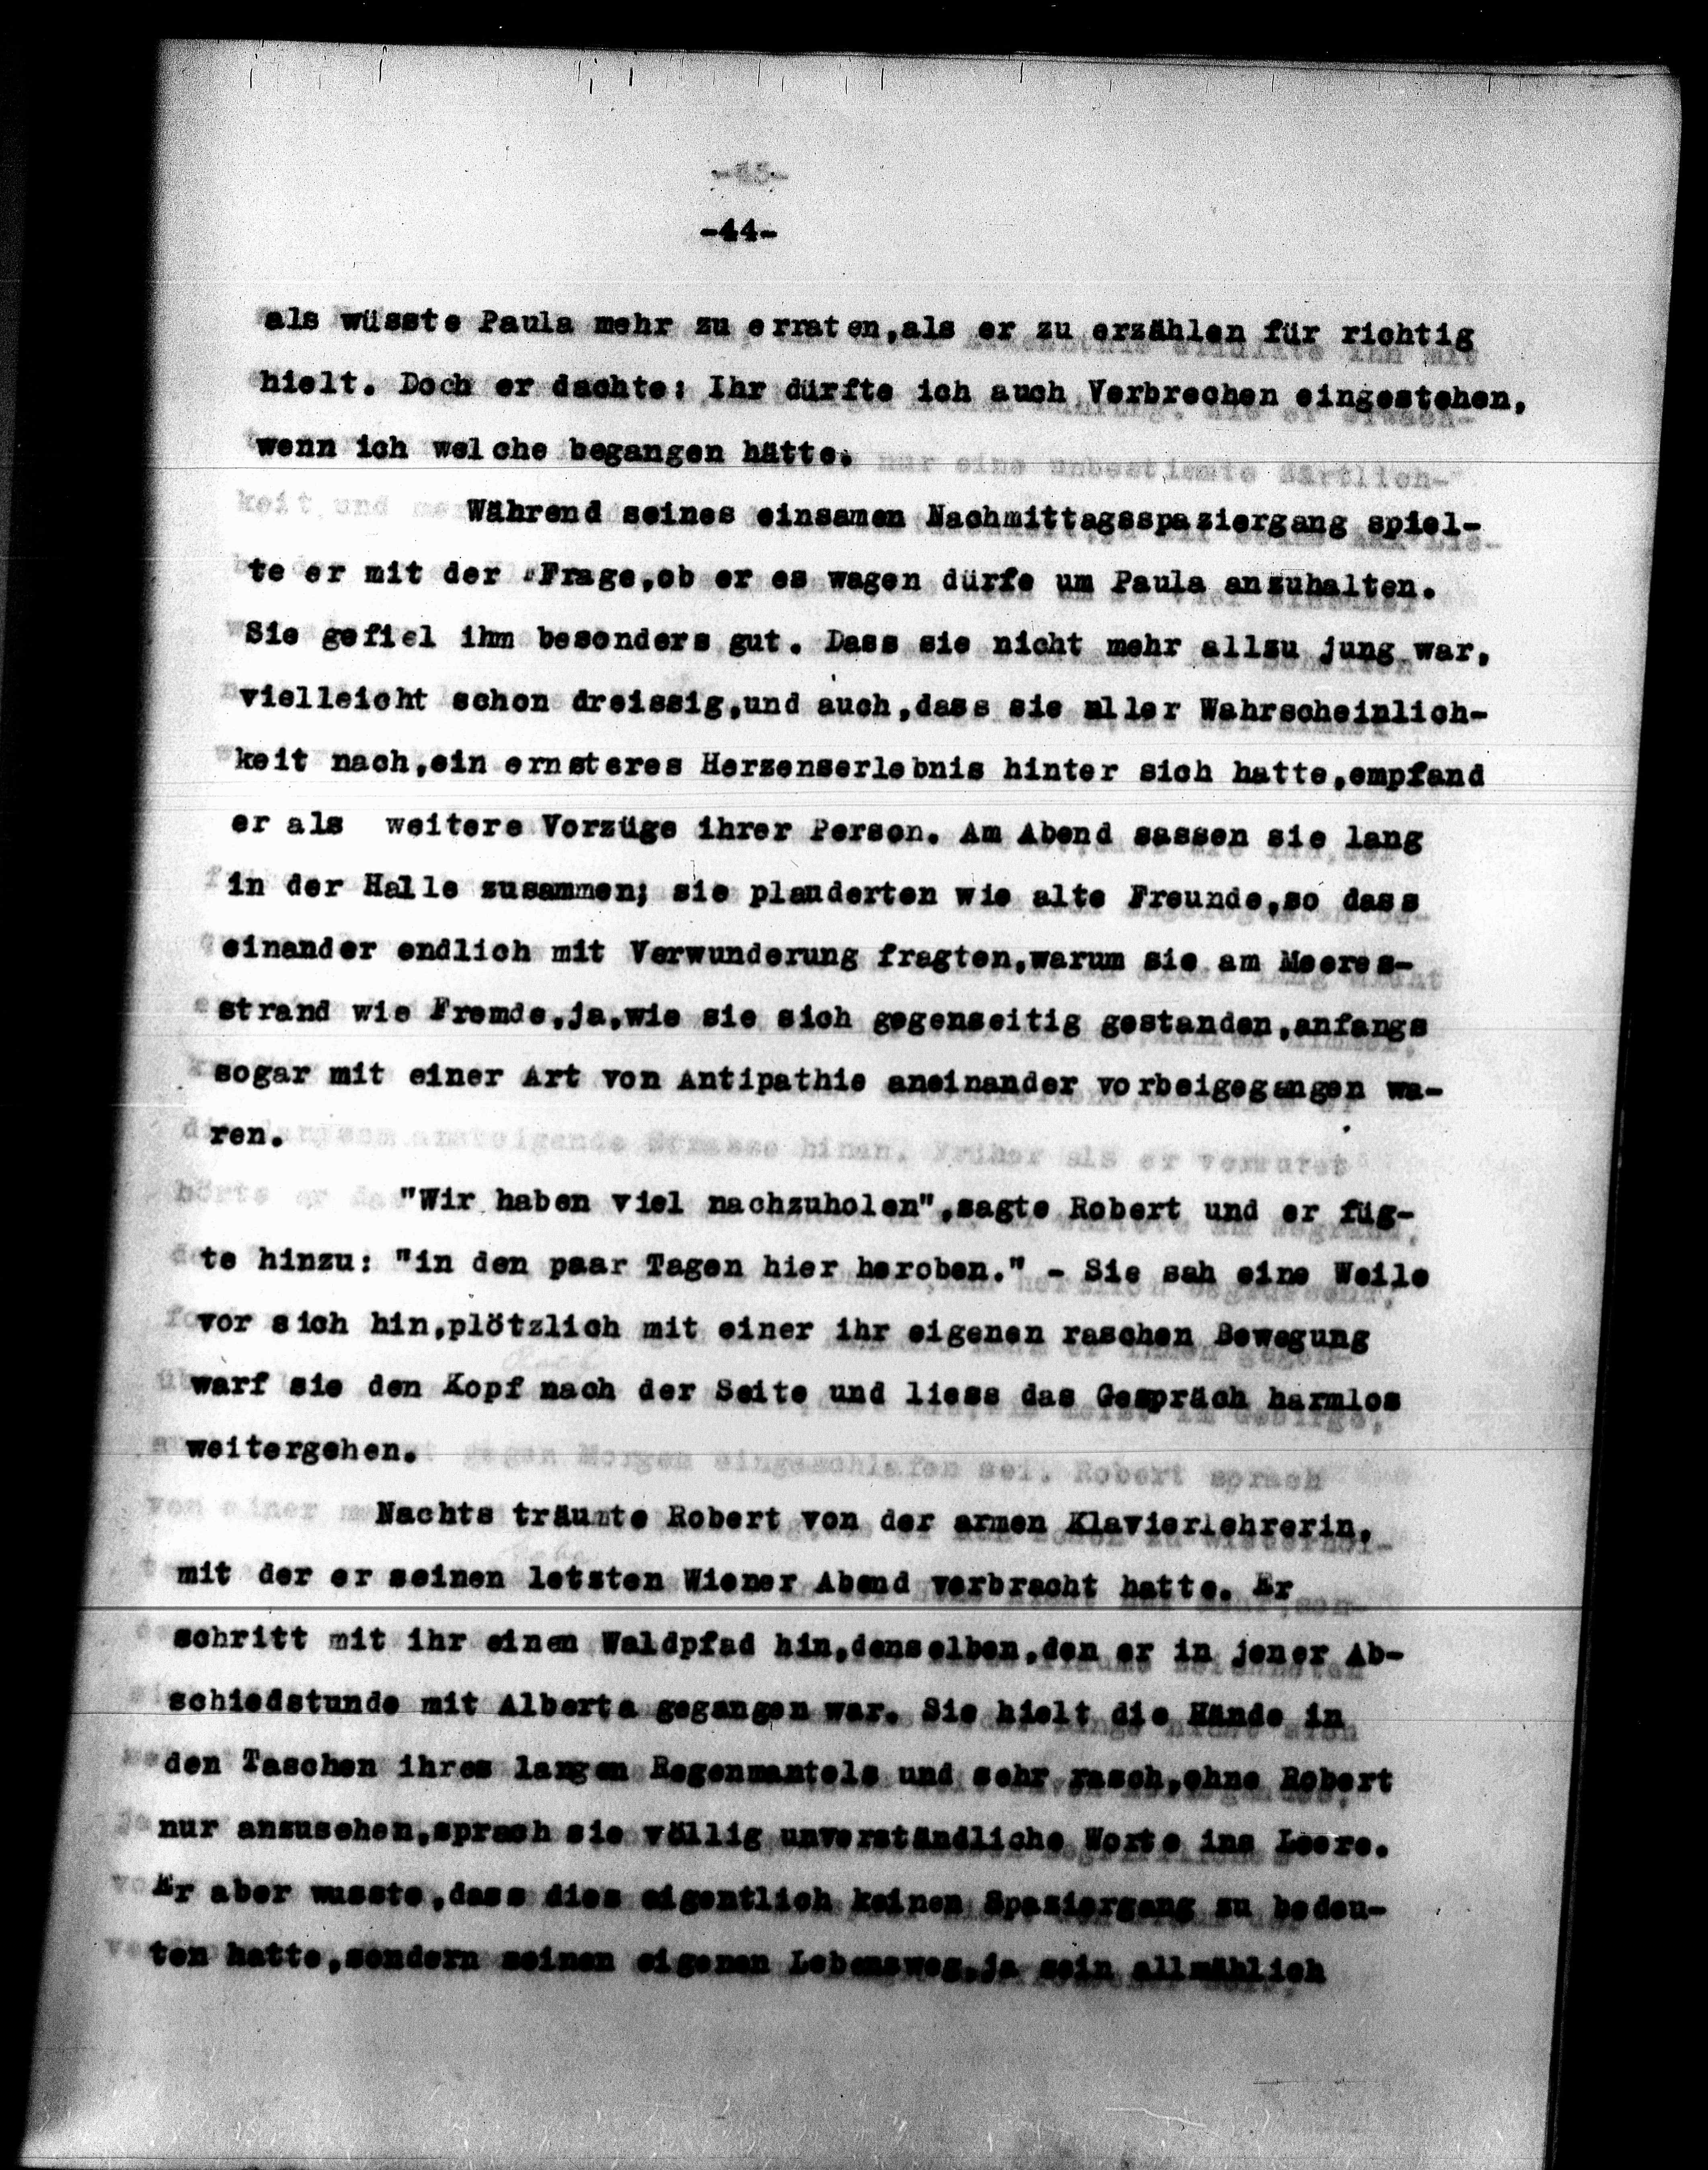 -44-
als wüsste Paula mehr zu erraten,als er zu erzählen für richtig
hielt. Doch er dachte: Ihr dürfte ich auch Verbrechen eingestehen,
wenn ich welche begangen hätte.
Während seines einsamen Nachmittagsspaziergang spiel-
te er mit der Frage,ob er es wagen dürfe um Paula anzuhalten.
Sie gefiel ihm besonders gut. Dass sie nicht mehr allzu jung war,
vielleicht schon dreissig,und auch,dass sie aller Wahrscheinlich-
keit nach,ein ernsteres Herzenserlebnis hinter sich hatte,empfand
er als weitere Vorzüge ihrer Person. Am Abend sassen sie lang
in der Halle zusammen; sie plauderten wie alte Freunde,so dass
einander endlich mit Verwunderung fragten,warum sie am Meeres-
strand wie Fremde,ja,wie sie sich gegenseitig gestanden,anfangs
sogar mit einer Art von Antipathie aneinander vorbeigegangen wa-
ren.
"Wir haben viel nachzuholen",sagte Robert und er füg-
te hinzu: "in den paar Tagen hier heroben." - Sie sah eine Weile
vor sich hin,plötzlich mit einer ihr eigenen raschen Bewegung
warf sie den Kopf nach der Seite und liess das Gespräch harmlos
weitergehen.
Nachts träumte Robert von der armen Klavierlehrerin,
mit der er seinen letzten Wiener Abend verbracht hatte. Er
schritt mit ihr einen Waldpfad hin,denselben,den er in jener Ab-
schiedstunde mit Alberta gegangen war. Sie hielt die Hände in
den Taschen ihres langen Regenmantels und sehr rasch,ohne Robert
nur anzusehen,sprach sie völlig unverständliche Worte ins Leere.
Er aber wusste,dass dies eigentlich keinen Spaziergang zu bedeu-
ten hatte,sondern seinen eigenen Lebensweg,ja sein allmählich